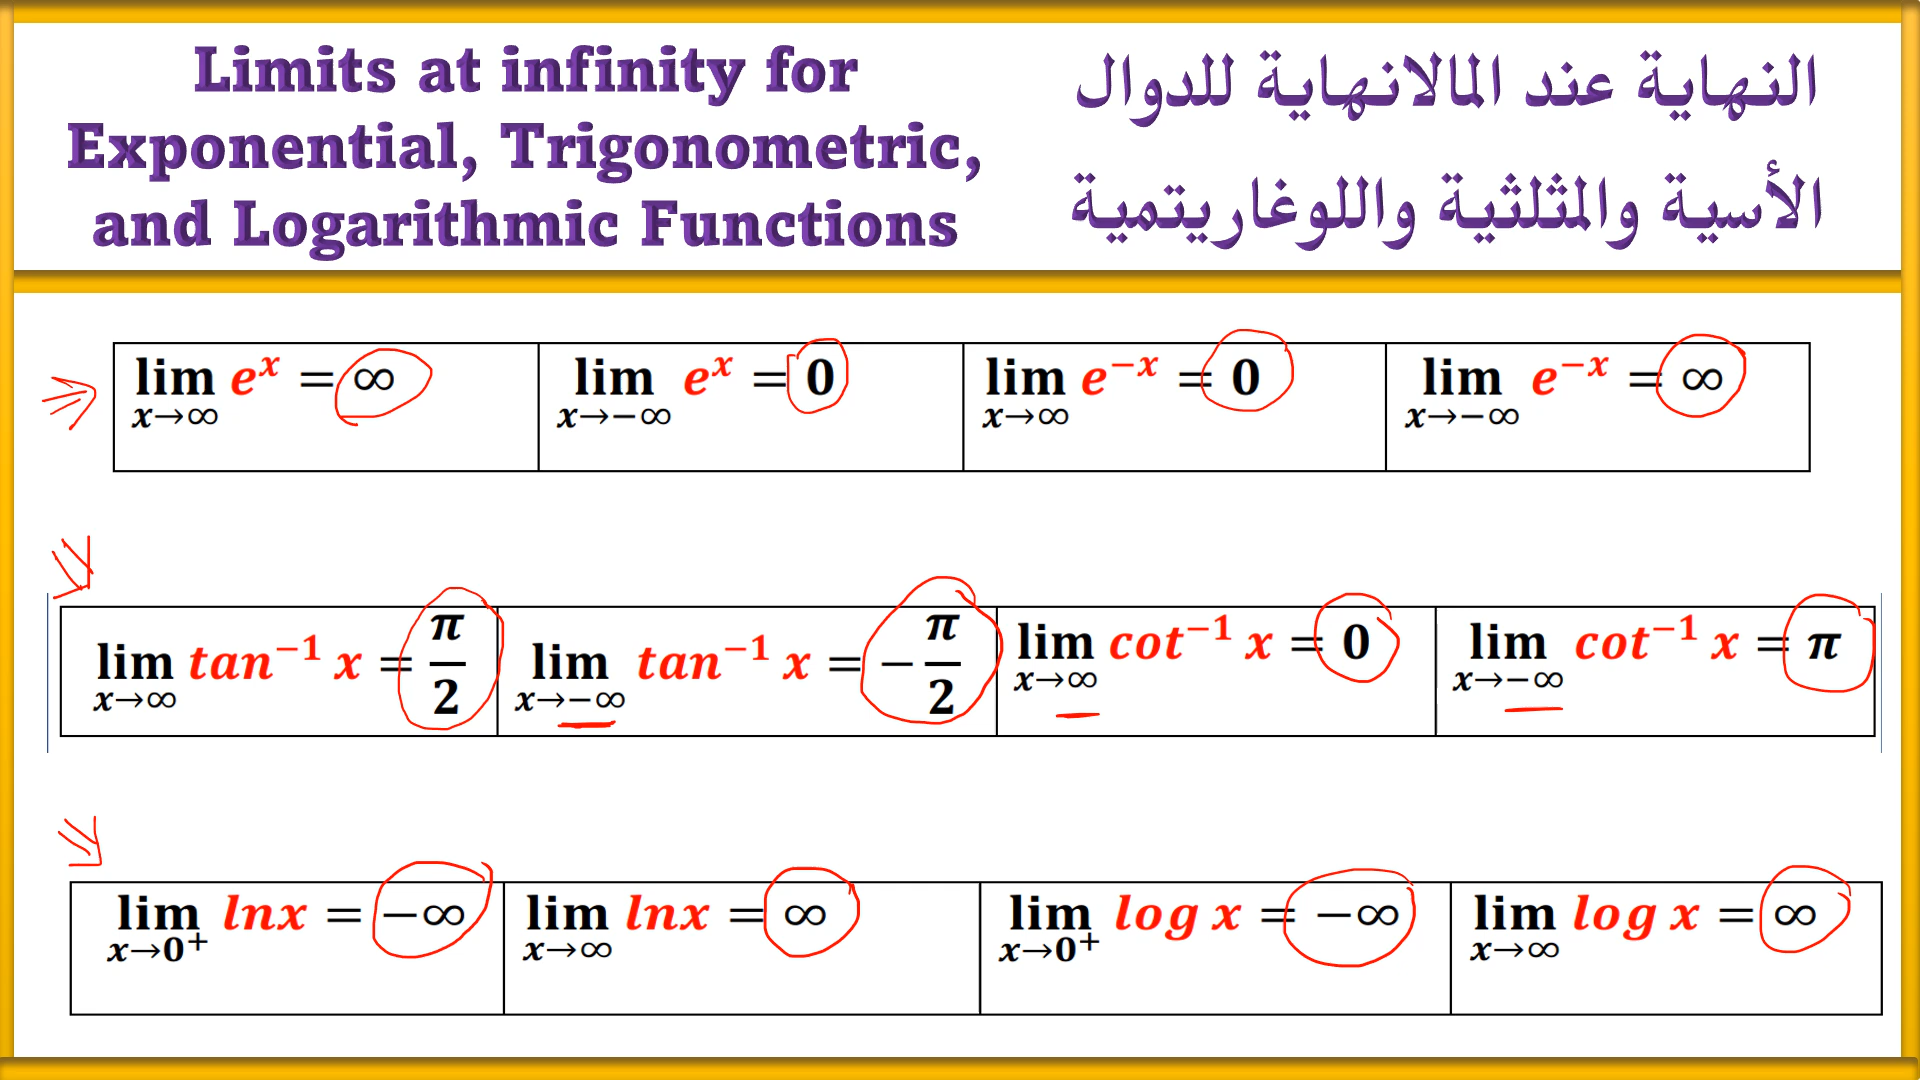 Limits at infinity for
Exponential, Trigonometric,
and Logarithmic Functions
النهاية عند المالانهاية للدوال
الأسية والمثلثية واللوغاريتمية
lim x→∞ e^x = ∞
lim x→−∞ e^x = 0
lim x→∞ e^−x = 0
lim x→−∞ e^−x = ∞
lim x→∞ tan^−1 x = π/2
lim x→−∞ tan^−1 x = −π/2
lim x→∞ cot^−1 x = 0
lim x→−∞ cot^−1 x = π
lim x→0⁺ lnx = −∞
lim x→∞ lnx = ∞
lim x→0⁺ log x = −∞
lim x→∞ log x = ∞